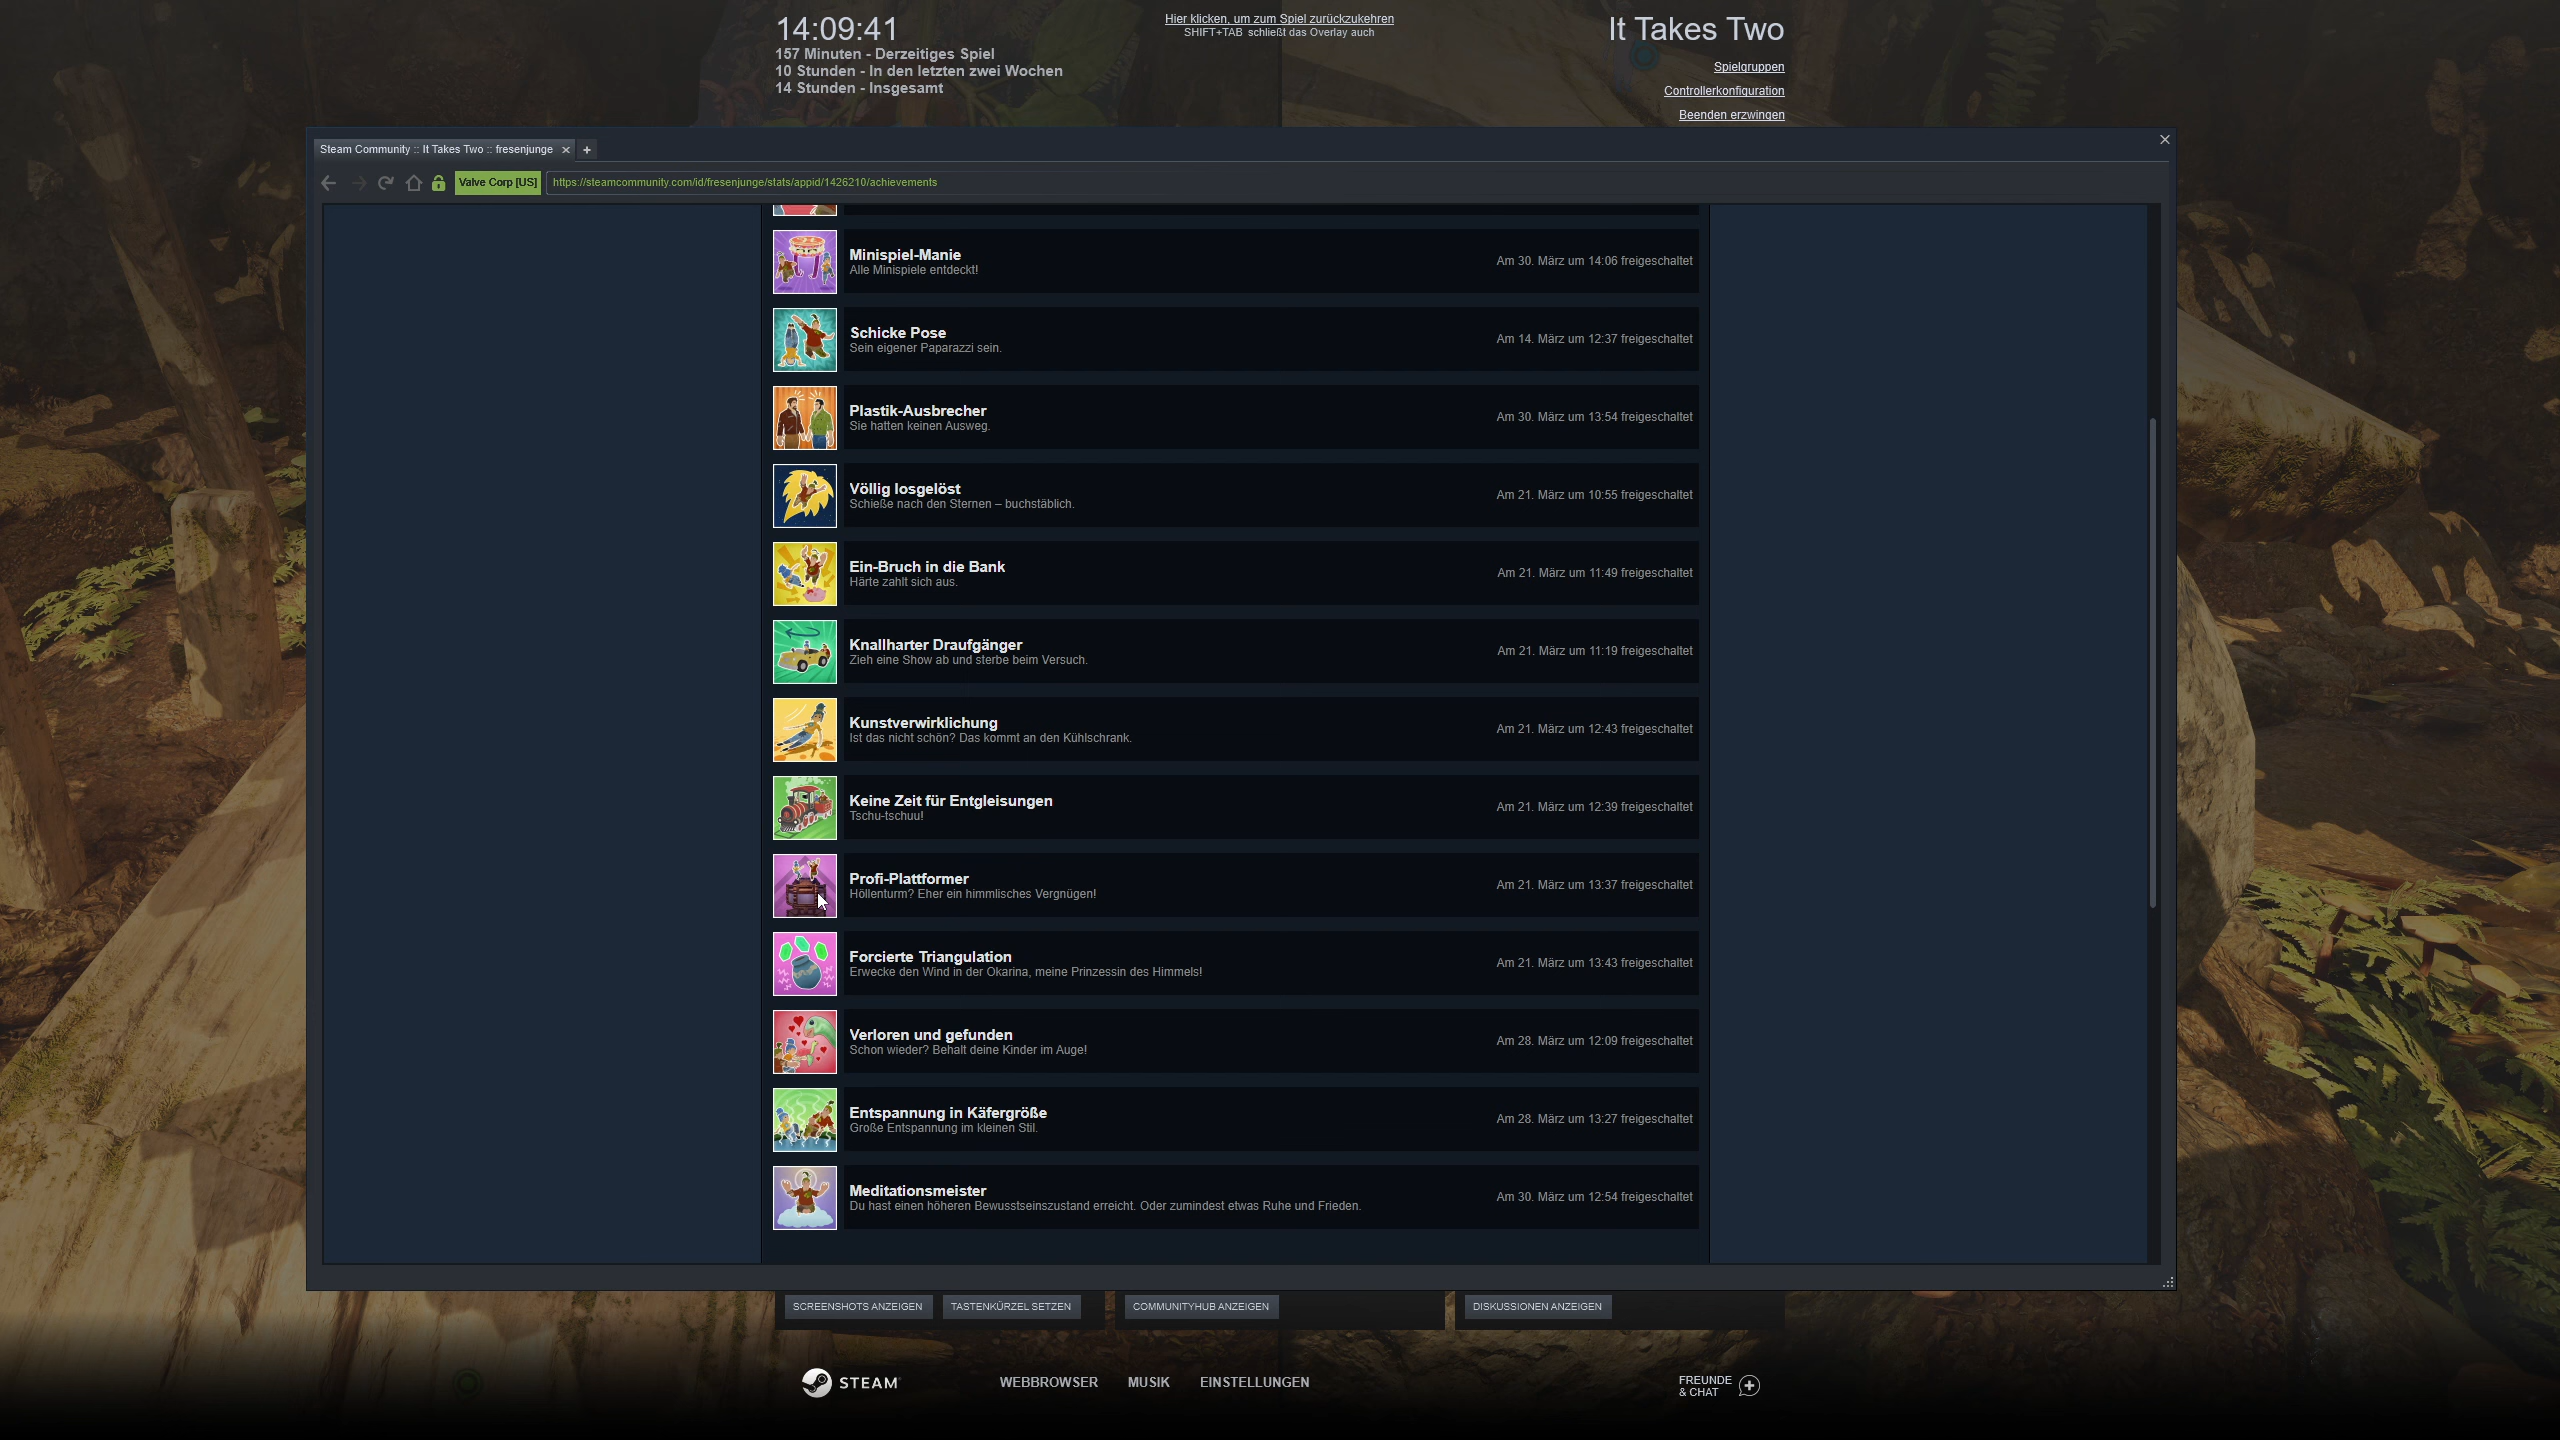 14:09:41
157 Minuten - Derzeitiges Spiel
10 Stunden - In den letzten zwei Wochen
14 Stunden - Insgesamt
Hier klicken, um zum Spiel zurückzukehren
SHIFT+TAB schließt das Overlay auch
It Takes Two
Spielgruppen
Controllerkonfiguration
Beenden erzwingen
Steam Community :: It Takes Two :: fresenjunge
Valve Corp [US]
https://steamcommunity.com/id/fresenjunge/stats/appid/1426210/achievements
Minispiel-Manie
Alle Minispiele entdeckt!
Am 30. März um 14:06 freigeschaltet
Schicke Pose
Sein eigener Paparazzi sein.
Am 14. März um 12:37 freigeschaltet
Plastik-Ausbrecher
Sie hatten keinen Ausweg.
Am 30. März um 13:54 freigeschaltet
Völlig losgelöst
Schieße nach den Sternen – buchstäblich.
Am 21. März um 10:55 freigeschaltet
Ein-Bruch in die Bank
Härte zahlt sich aus.
Am 21. März um 11:49 freigeschaltet
Knallharter Draufgänger
Zieh eine Show ab und sterbe beim Versuch.
Am 21. März um 11:19 freigeschaltet
Kunstverwirklichung
Ist das nicht schön? Das kommt an den Kühlschrank.
Am 21. März um 12:43 freigeschaltet
Keine Zeit für Entgleisungen
Tschu-tschuu!
Am 21. März um 12:39 freigeschaltet
Profi-Plattformer
Höllenturm? Eher ein himmlisches Vergnügen!
Am 21. März um 13:37 freigeschaltet
Forcierte Triangulation
Erwecke den Wind in der Okarina, meine Prinzessin des Himmels!
Am 21. März um 13:43 freigeschaltet
Verloren und gefunden
Schon wieder? Behalt deine Kinder im Auge!
Am 28. März um 12:09 freigeschaltet
Entspannung in Käfergröße
Große Entspannung im kleinen Stil.
Am 28. März um 13:27 freigeschaltet
Meditationsmeister
Du hast einen höheren Bewusstseinszustand erreicht. Oder zumindest etwas Ruhe und Frieden.
Am 30. März um 12:54 freigeschaltet
SCREENSHOTS ANZEIGEN
TASTENKÜRZEL SETZEN
COMMUNITYHUB ANZEIGEN
DISKUSSIONEN ANZEIGEN
STEAM
WEBBROWSER
MUSIK
EINSTELLUNGEN
FREUNDE
& CHAT